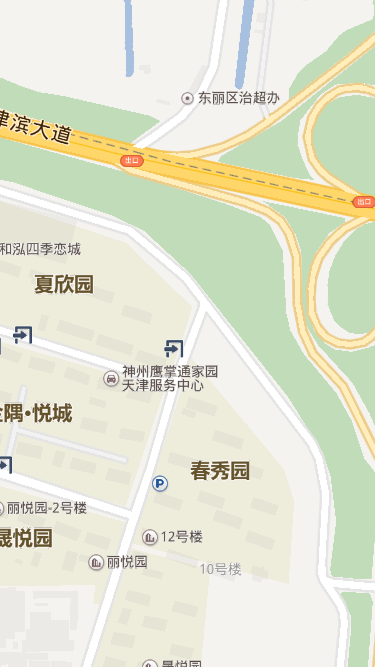 东丽区治超办
津滨大道
出口
出口
和泓四季恋城
夏欣园
神州鹰掌通家园
天津服务中心
隅·悦城
春秀园
P
丽悦园-2号楼
12号楼
晟悦园
丽悦园
10号楼
晟悦园